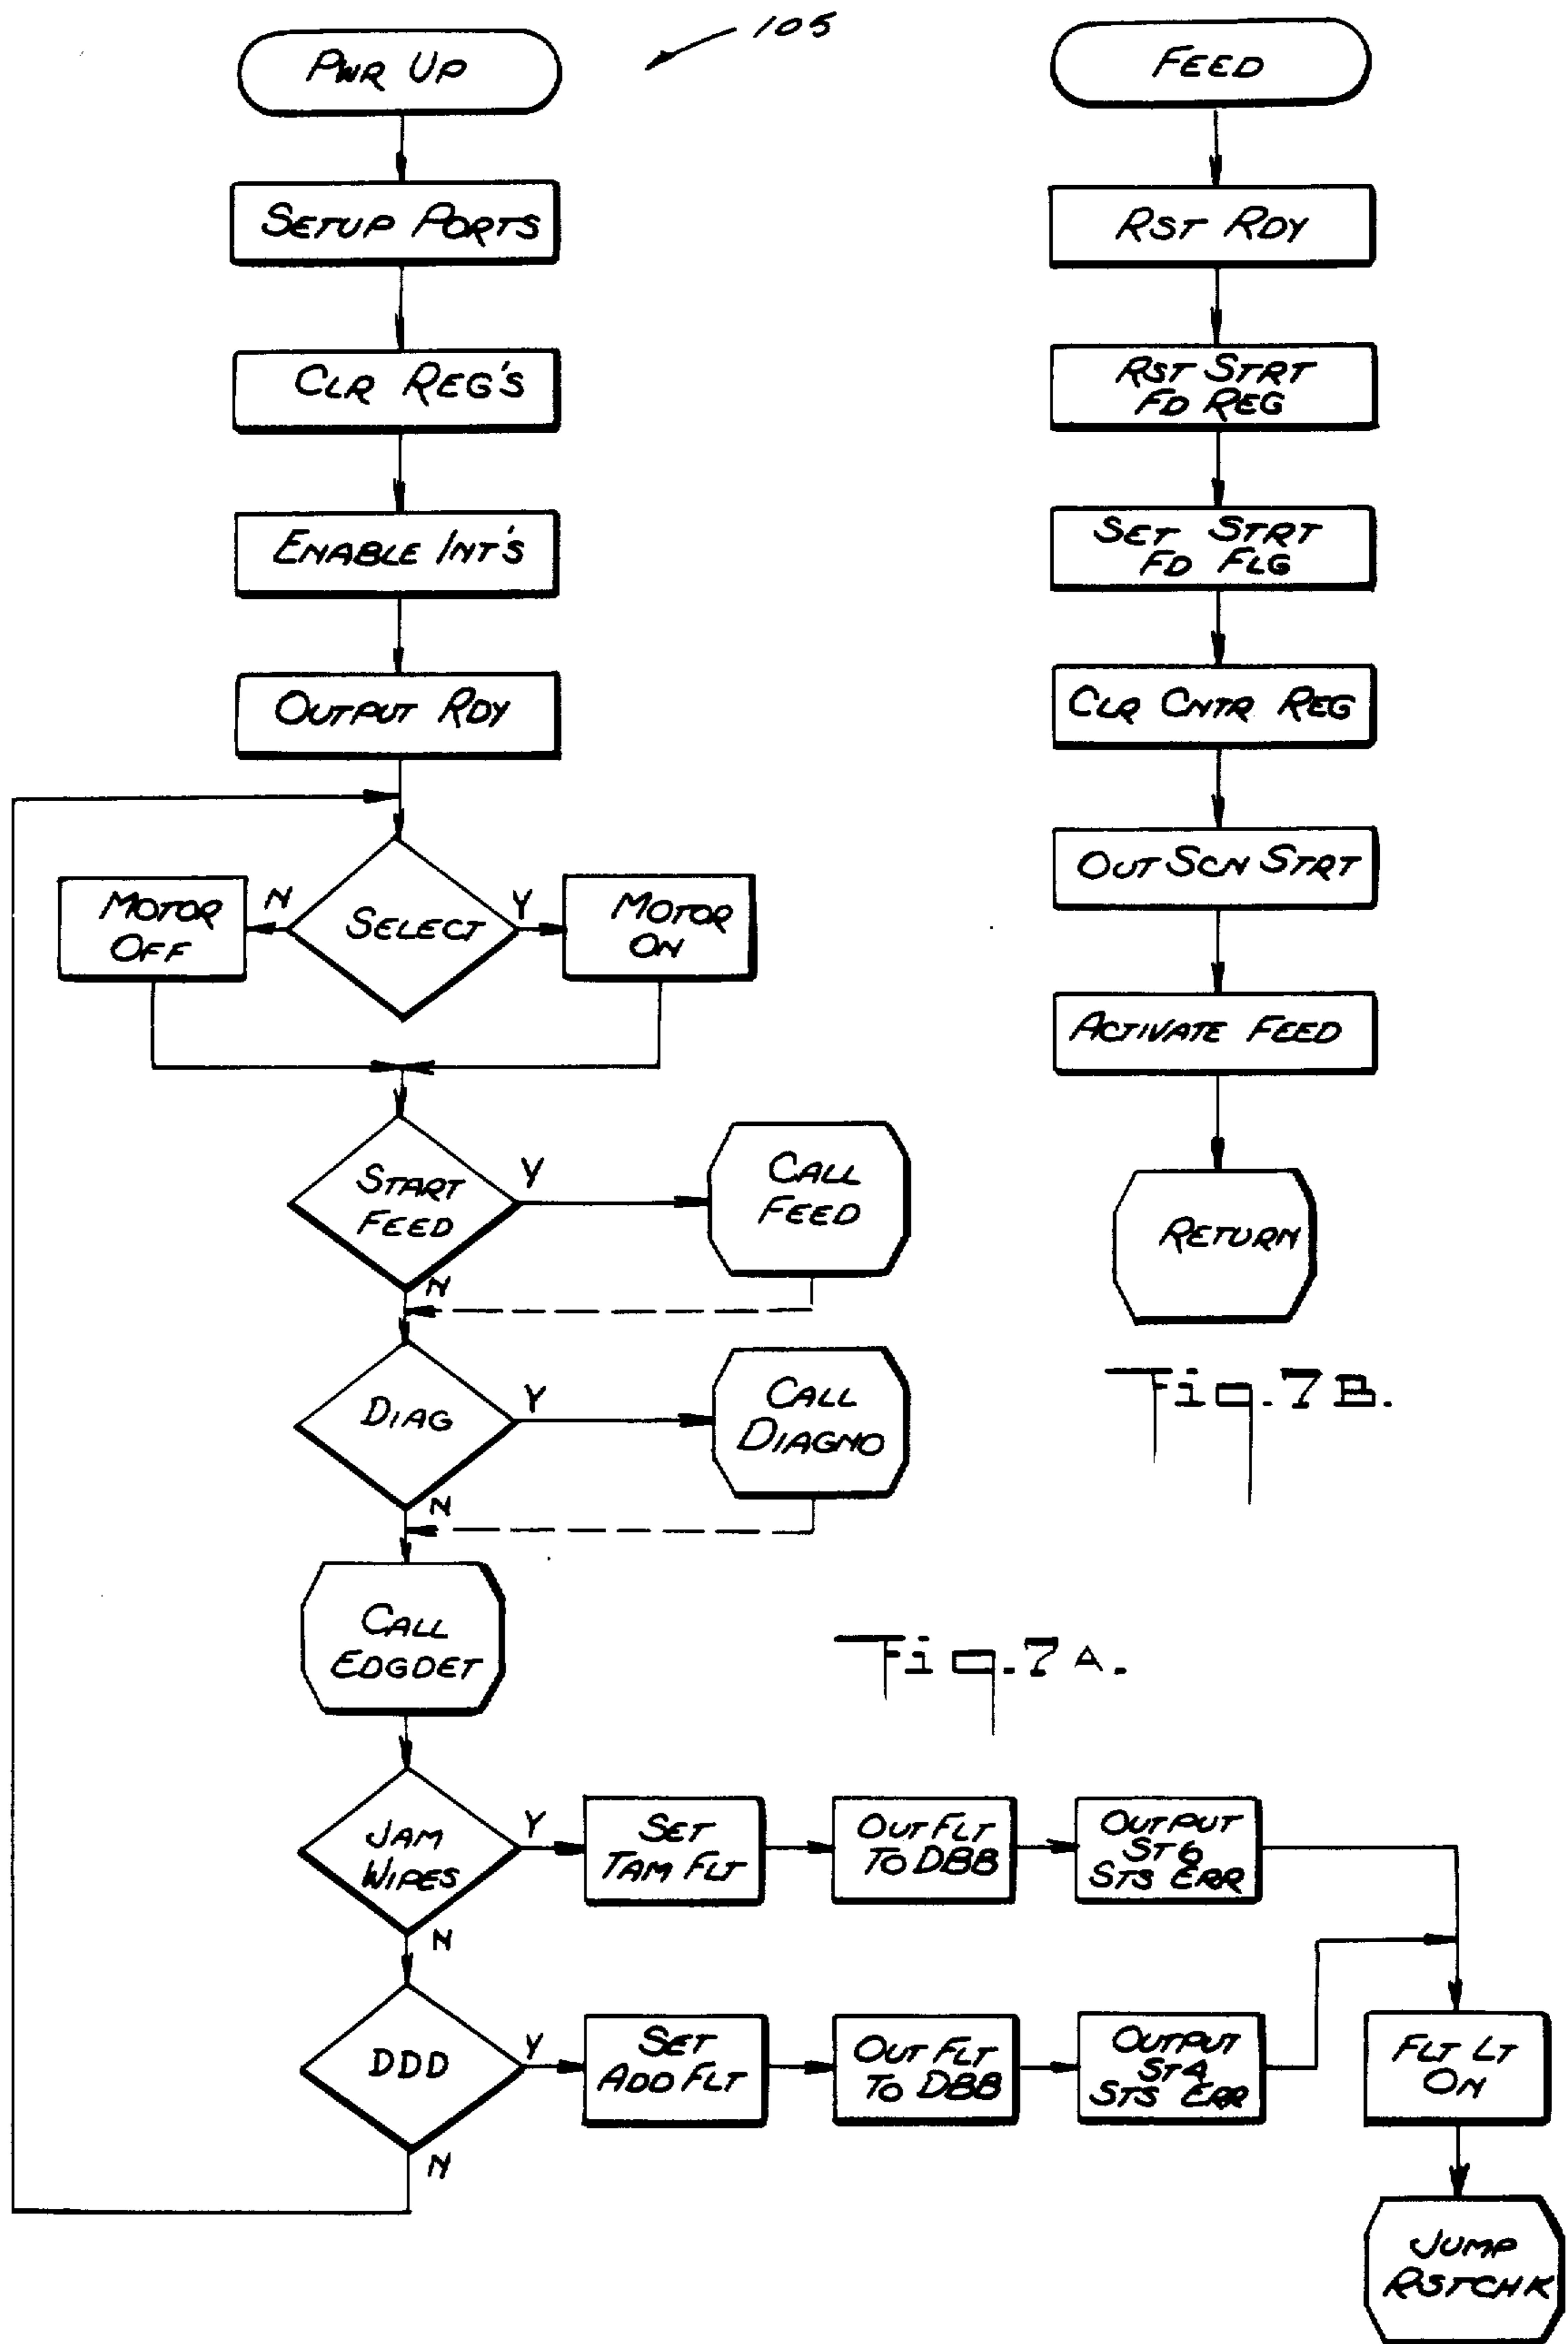 105
PWR UP
SETUP PORTS
CLR REG'S
ENABLE INT'S
OUTPUT RDY
SELECT
N
Y
MOTOR
OFF
MOTOR
ON
START
FEED
Y
N
CALL
FEED
DIAG
Y
N
CALL
DIAGNO
CALL
EDGDET
JAM
WIPES
Y
N
SET
TAM FLT
OUT FLT
TO DBB
OUTPUT
ST6
STS ERR
DDD
Y
N
SET
ADD FLT
OUT FLT
TO DBB
OUTPUT
ST4
STS ERR
FLT LT
ON
JUMP
RSTCHK
Fig. 7A.
FEED
RST RDY
RST STRT
FD REG
SET STRT
FD FLG
CLR CNTR REG
OUT SCN STRT
ACTIVATE FEED
RETURN
Fig. 7B.